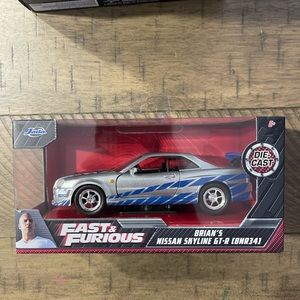 Jada
DIE
CAST
FAST&
FURIOUS
BRIAN'S
NISSAN SKYLINE GT-R (BNR34)